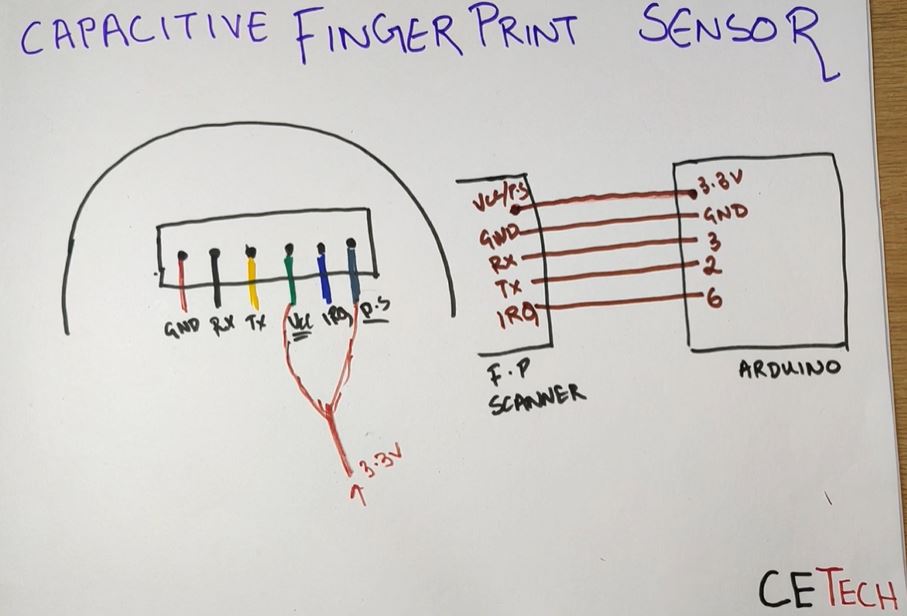 CAPACITIVE FINGER PRINT SENSOR
GND RX TX VCC IRQ P.S
3.3V
VCC/P.S
GND
RX
TX
IRQ
F.P
SCANNER
3.3V
GND
3
2
6
ARDUINO
CETECH